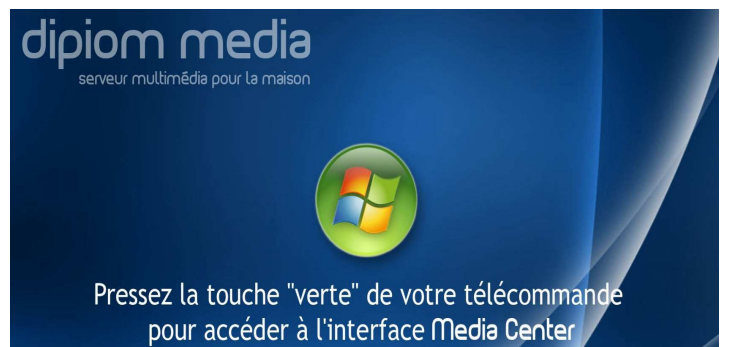 dipiom media
serveur multimédia pour la maison
Pressez la touche "verte" de votre télécommande
pour accéder à l'interface Media Center